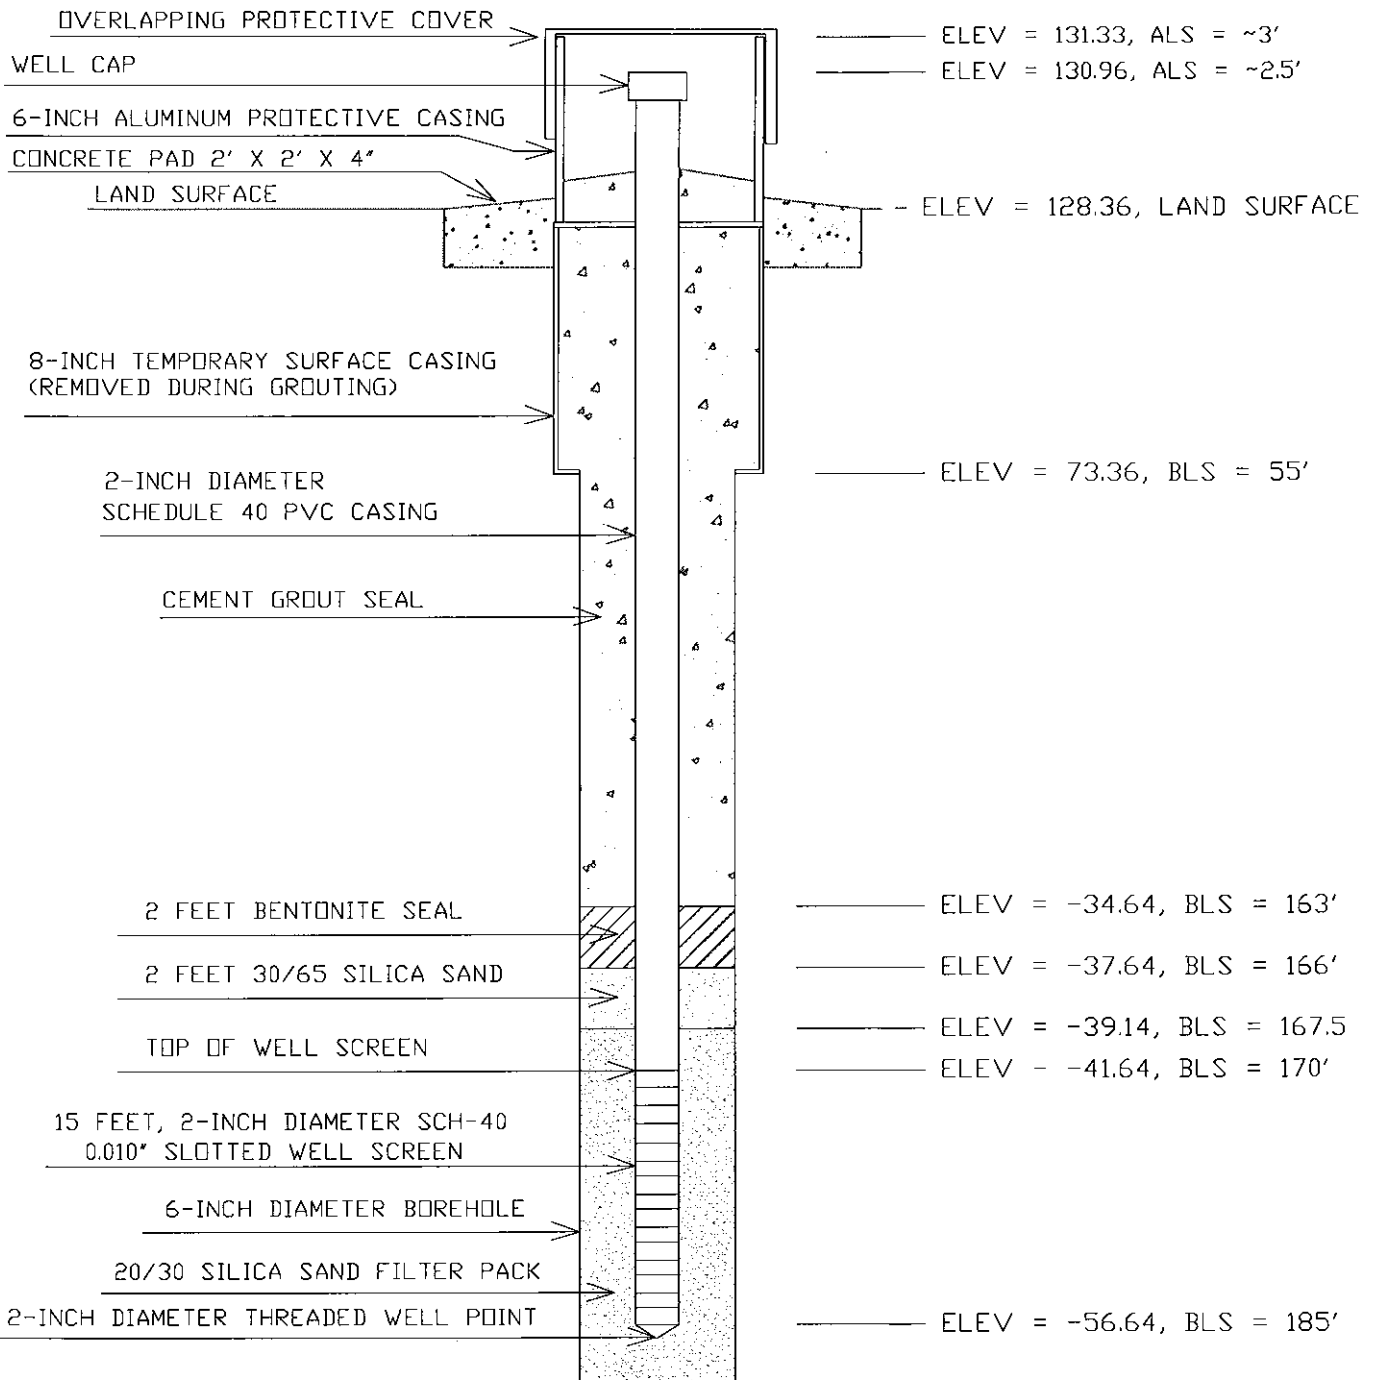 OVERLAPPING PROTECTIVE COVER
ELEV = 131.33, ALS = ~3'
WELL CAP
ELEV = 130.96, ALS = ~2.5'
6-INCH ALUMINUM PROTECTIVE CASING
CONCRETE PAD 2' X 2' X 4"
LAND SURFACE
ELEV = 128.36, LAND SURFACE
8-INCH TEMPORARY SURFACE CASING
(REMOVED DURING GROUTING)
ELEV = 73.36, BLS = 55'
2-INCH DIAMETER
SCHEDULE 40 PVC CASING
CEMENT GROUT SEAL
2 FEET BENTONITE SEAL
ELEV = -34.64, BLS = 163'
2 FEET 30/65 SILICA SAND
ELEV = -37.64, BLS = 166'
ELEV = -39.14, BLS = 167.5
TOP OF WELL SCREEN
ELEV - -41.64, BLS = 170'
15 FEET, 2-INCH DIAMETER SCH-40
0.010" SLOTTED WELL SCREEN
6-INCH DIAMETER BOREHOLE
20/30 SILICA SAND FILTER PACK
2-INCH DIAMETER THREADED WELL POINT
ELEV = -56.64, BLS = 185'